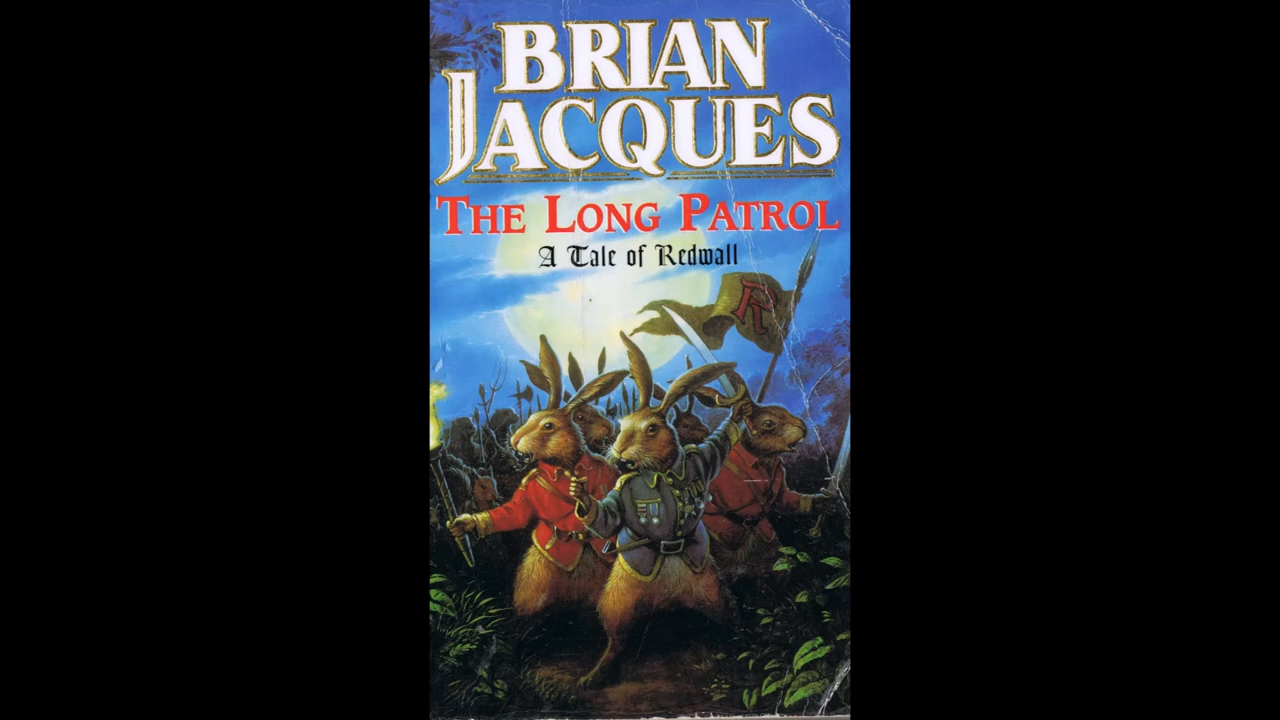 BRIAN
JACQUES
THE LONG PATROL
A Tale of Redwall
R